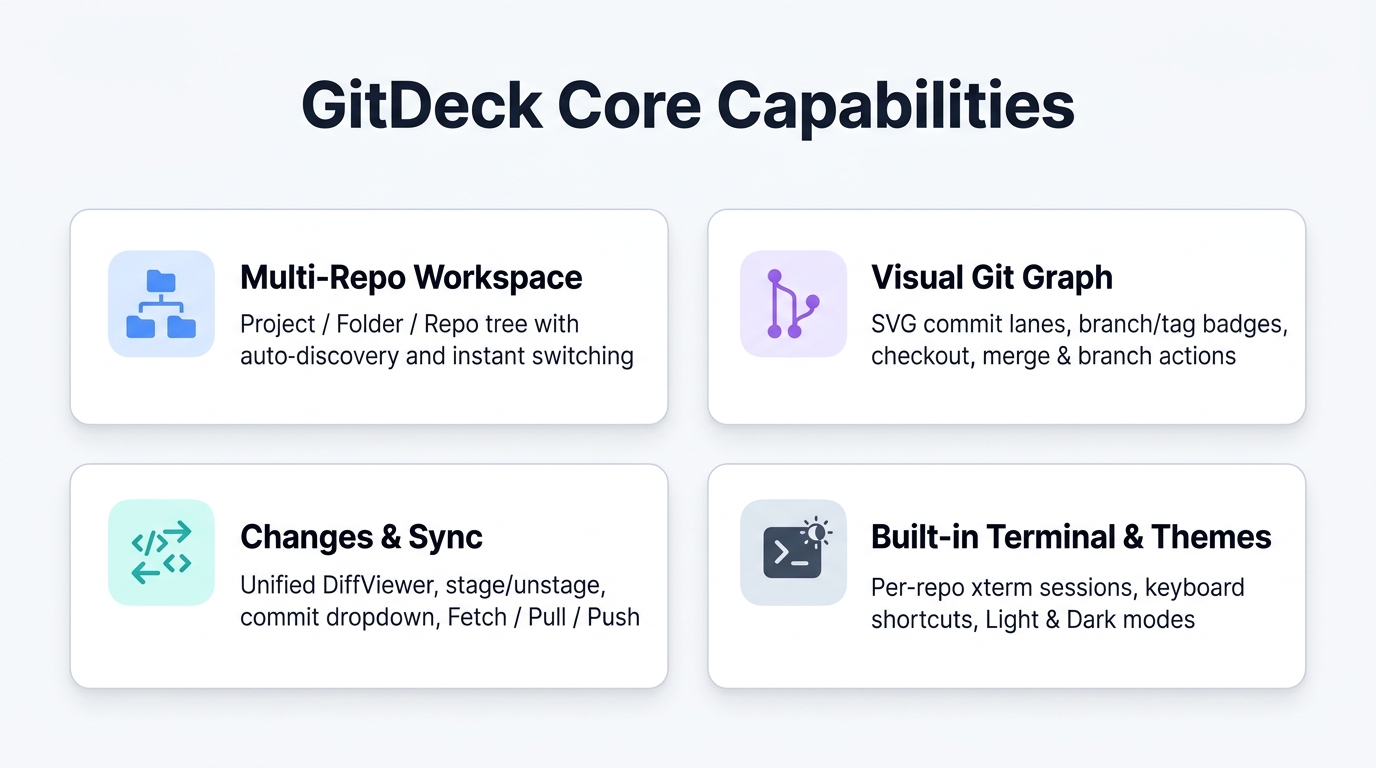 GitDeck Core Capabilities
Multi-Repo Workspace
Project / Folder / Repo tree with
auto-discovery and instant switching
Visual Git Graph
SVG commit lanes, branch/tag badges,
checkout, merge & branch actions
Changes & Sync
Unified DiffViewer, stage/unstage,
commit dropdown, Fetch / Pull / Push
Built-in Terminal & Themes
Per-repo xterm sessions, keyboard
shortcuts, Light & Dark modes